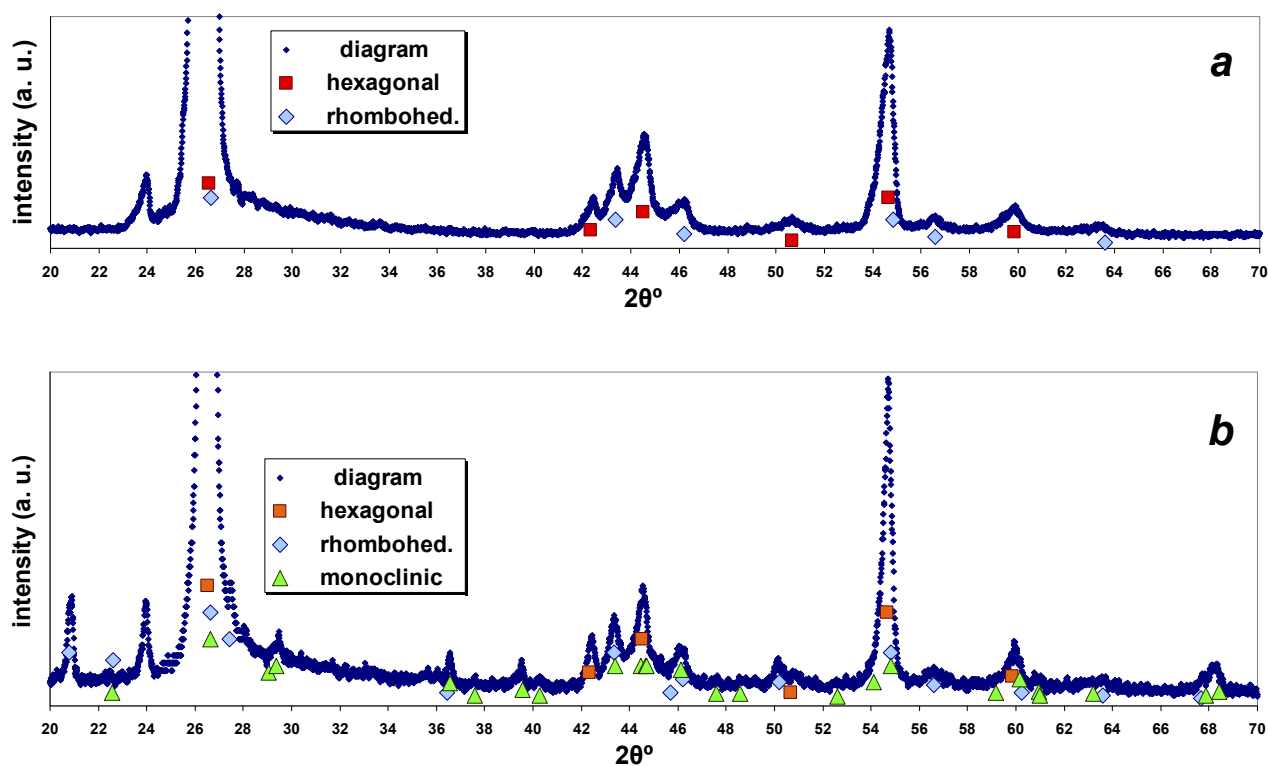 a
intensity (a. u.)
diagram
hexagonal
rhombohed.
20 22 24 26 28 30 32 34 36 38 40 42 44 46 48 50 52 54 56 58 60 62 64 66 68 70
2θº
b
intensity (a. u.)
diagram
hexagonal
rhombohed.
monoclinic
20 22 24 26 28 30 32 34 36 38 40 42 44 46 48 50 52 54 56 58 60 62 64 66 68 70
2θº